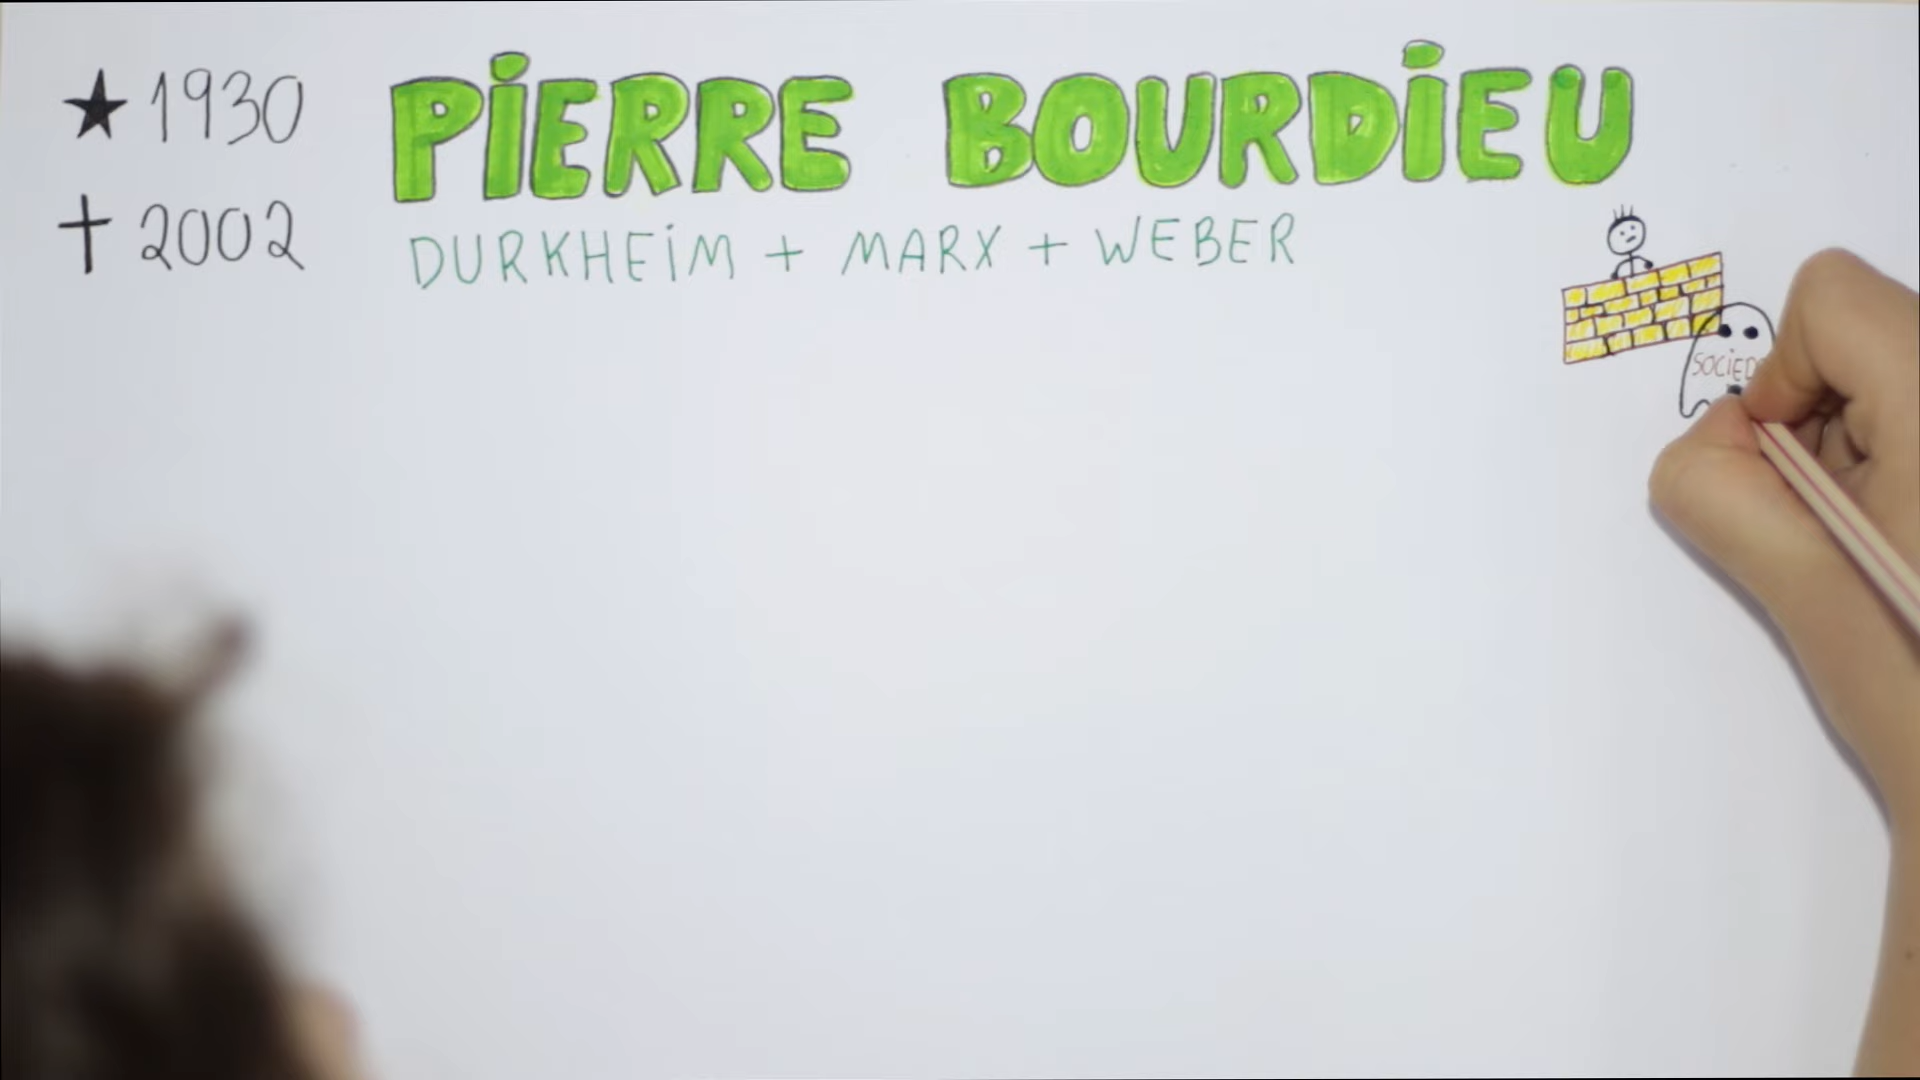 ★ 1930
PiERRE BOURDiEU
† 2002
DURKHEiM + MARX + WEBER